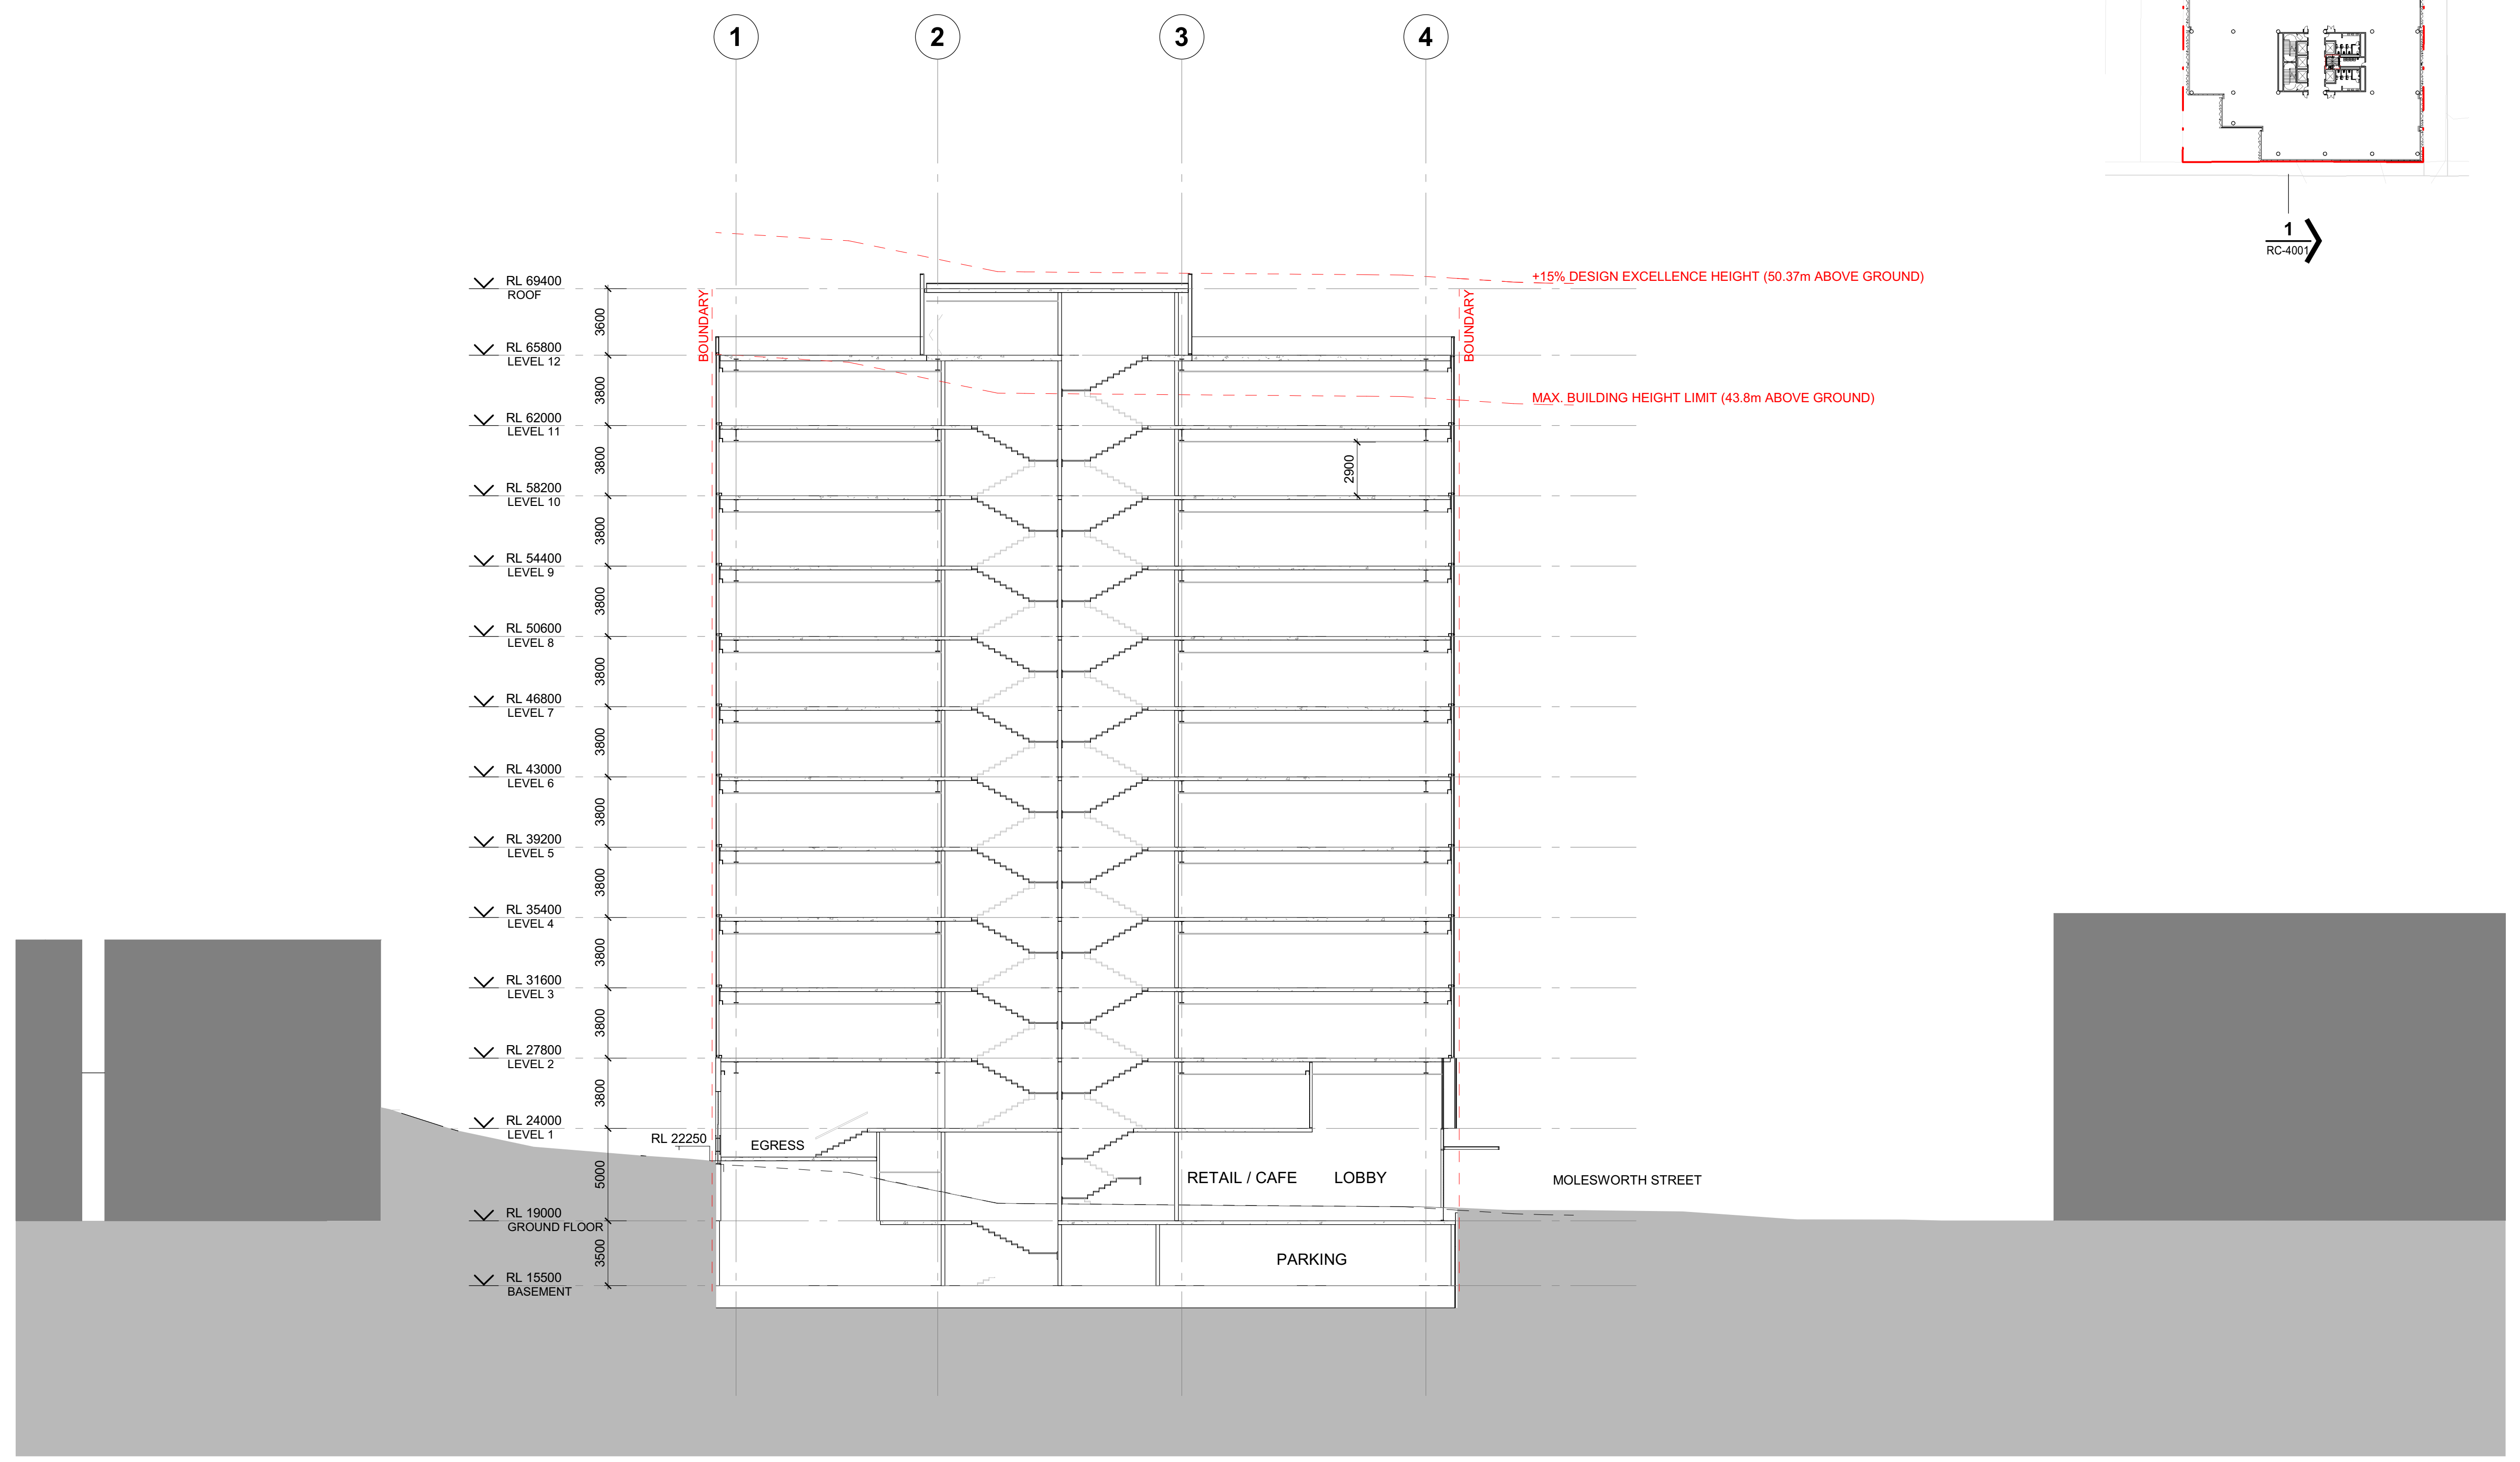 1
2
3
4
1
RC-4001
+15% DESIGN EXCELLENCE HEIGHT (50.37m ABOVE GROUND)
MAX. BUILDING HEIGHT LIMIT (43.8m ABOVE GROUND)
BOUNDARY
BOUNDARY
RL 69400
ROOF
3600
RL 65800
LEVEL 12
3800
RL 62000
LEVEL 11
3800
2900
RL 58200
LEVEL 10
3800
RL 54400
LEVEL 9
3800
RL 50600
LEVEL 8
3800
RL 46800
LEVEL 7
3800
RL 43000
LEVEL 6
3800
RL 39200
LEVEL 5
3800
RL 35400
LEVEL 4
3800
RL 31600
LEVEL 3
3800
RL 27800
LEVEL 2
3800
RL 24000
LEVEL 1
RL 22250
EGRESS
5000
RETAIL / CAFE
LOBBY
MOLESWORTH STREET
RL 19000
GROUND FLOOR
3500
PARKING
RL 15500
BASEMENT